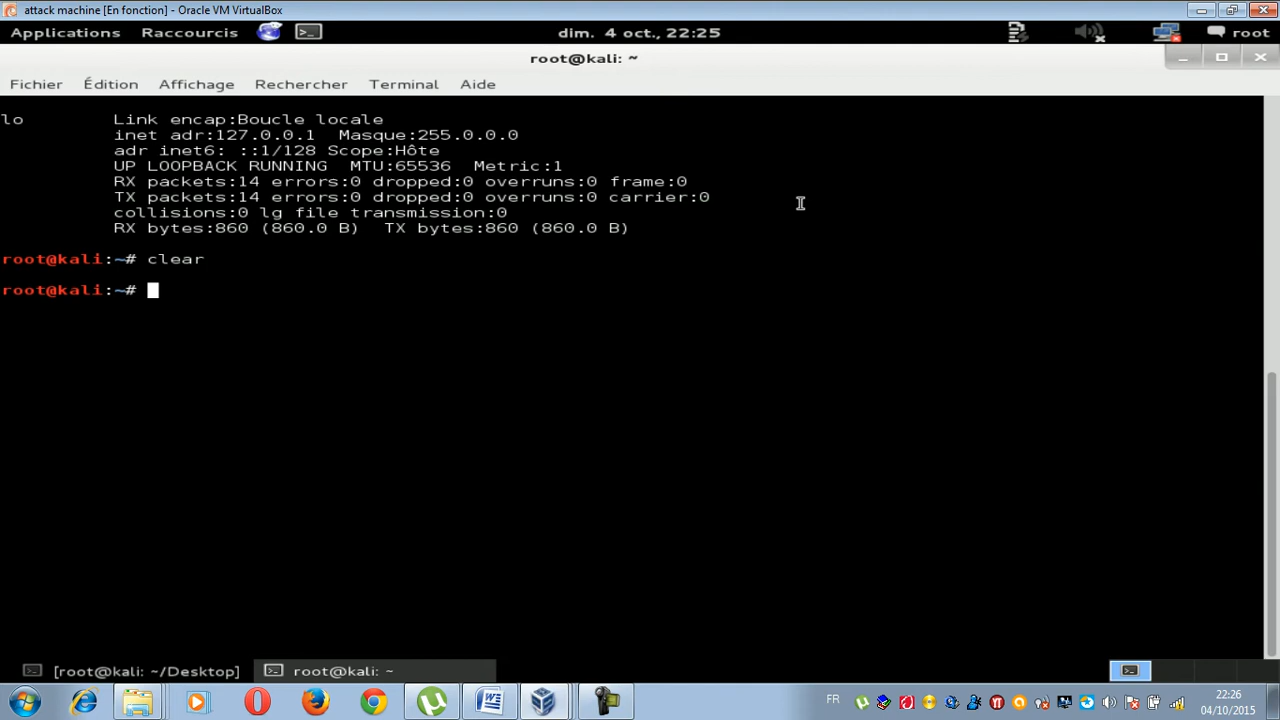 attack machine [En fonction] - Oracle VM VirtualBox
Applications Raccourcis dim. 4 oct., 22:25 root
root@kali: ~
Fichier Édition Affichage Rechercher Terminal Aide
lo Link encap:Boucle locale
inet adr:127.0.0.1 Masque:255.0.0.0
adr inet6: ::1/128 Scope:Hôte
UP LOOPBACK RUNNING MTU:65536 Metric:1
RX packets:14 errors:0 dropped:0 overruns:0 frame:0
TX packets:14 errors:0 dropped:0 overruns:0 carrier:0
collisions:0 lg file transmission:0
RX bytes:860 (860.0 B) TX bytes:860 (860.0 B)
root@kali:~# clear
root@kali:~#
[root@kali: ~/Desktop] root@kali: ~
FR 22:26
04/10/2015